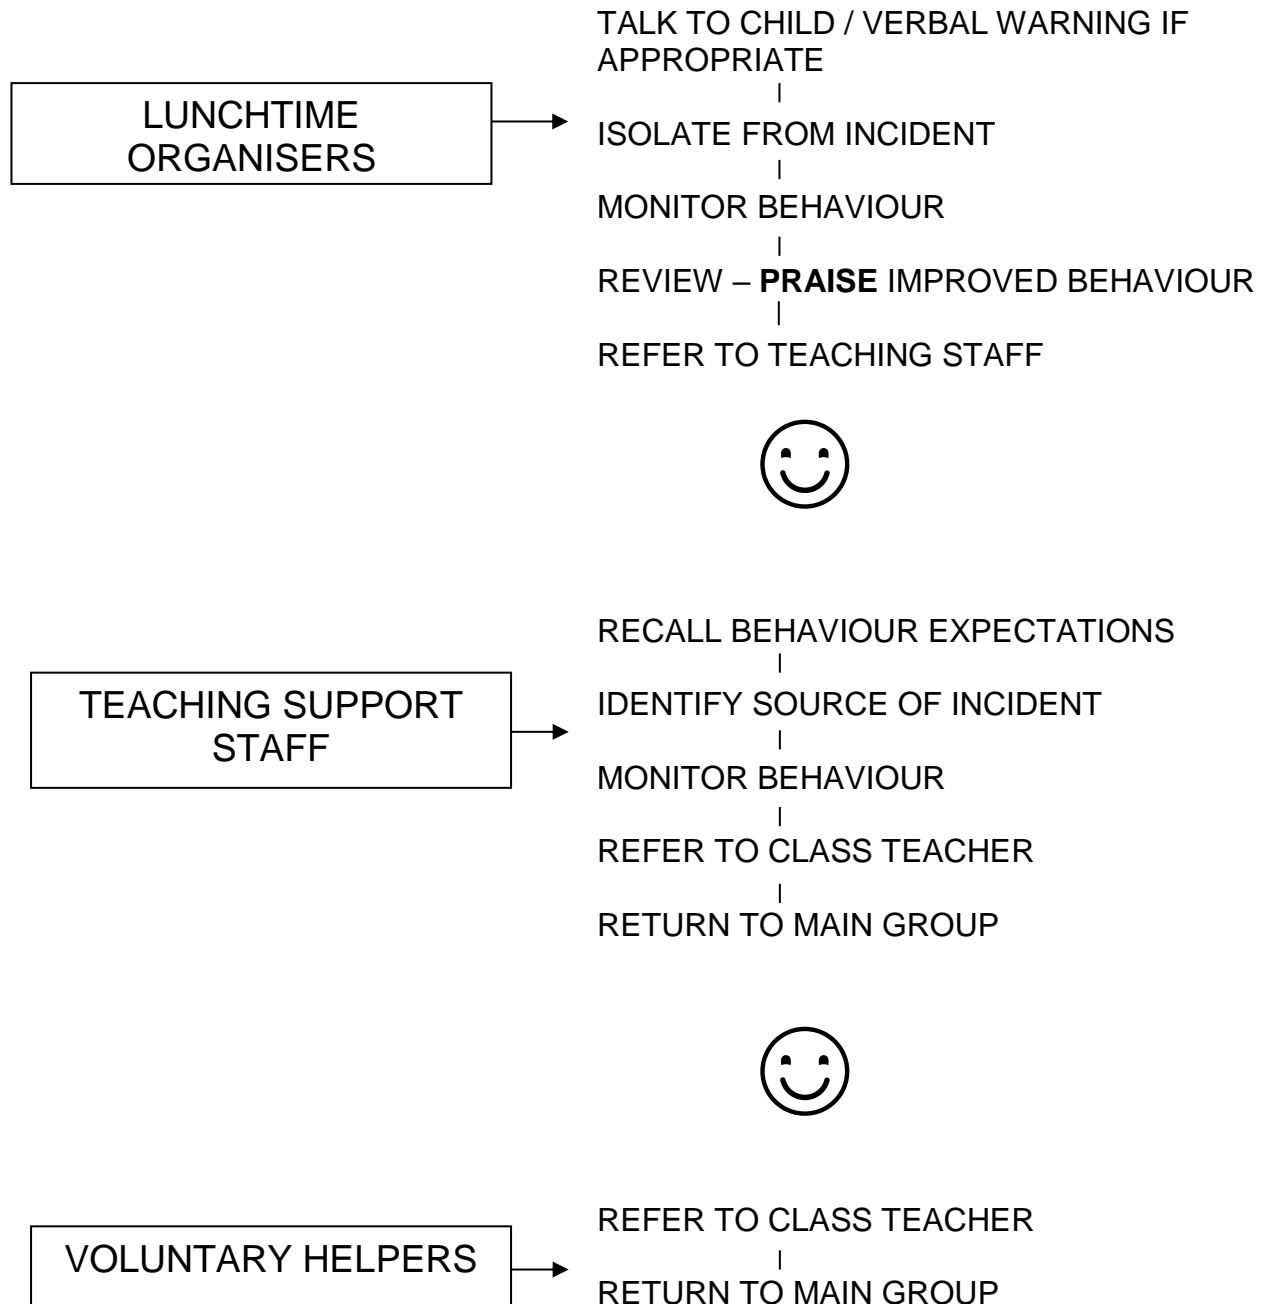 TALK TO CHILD / VERBAL WARNING IF
APPROPRIATE
LUNCHTIME
ORGANISERS
ISOLATE FROM INCIDENT
MONITOR BEHAVIOUR
REVIEW – PRAISE IMPROVED BEHAVIOUR
REFER TO TEACHING STAFF
RECALL BEHAVIOUR EXPECTATIONS
TEACHING SUPPORT
STAFF
IDENTIFY SOURCE OF INCIDENT
MONITOR BEHAVIOUR
REFER TO CLASS TEACHER
RETURN TO MAIN GROUP
REFER TO CLASS TEACHER
VOLUNTARY HELPERS
RETURN TO MAIN GROUP